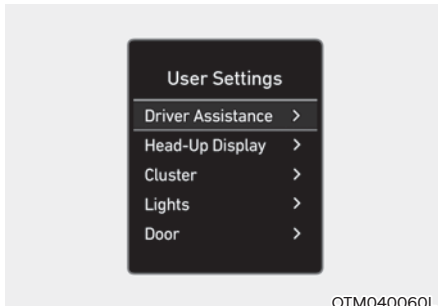 User Settings
Driver Assistance >
Head-Up Display >
Cluster >
Lights >
Door >
OTM040060L